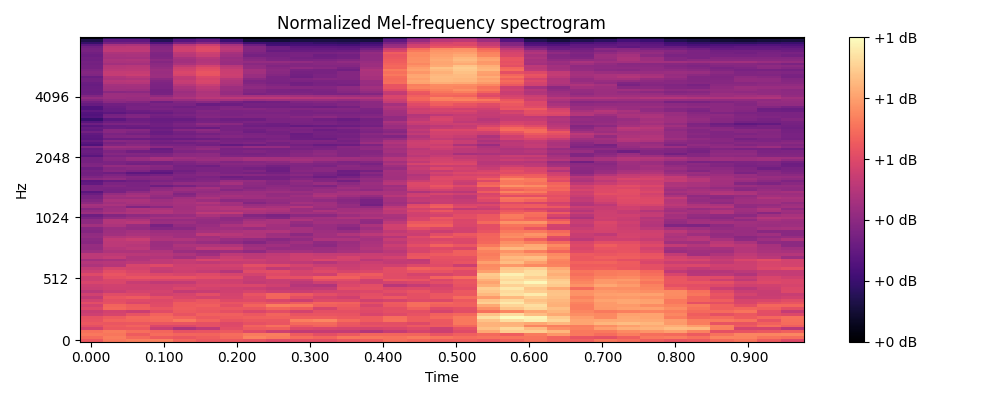 Normalized Mel-frequency spectrogram
Hz
4096
2048
1024
512
0
0.000 0.100 0.200 0.300 0.400 0.500 0.600 0.700 0.800 0.900
Time
+1 dB
+1 dB
+1 dB
+0 dB
+0 dB
+0 dB